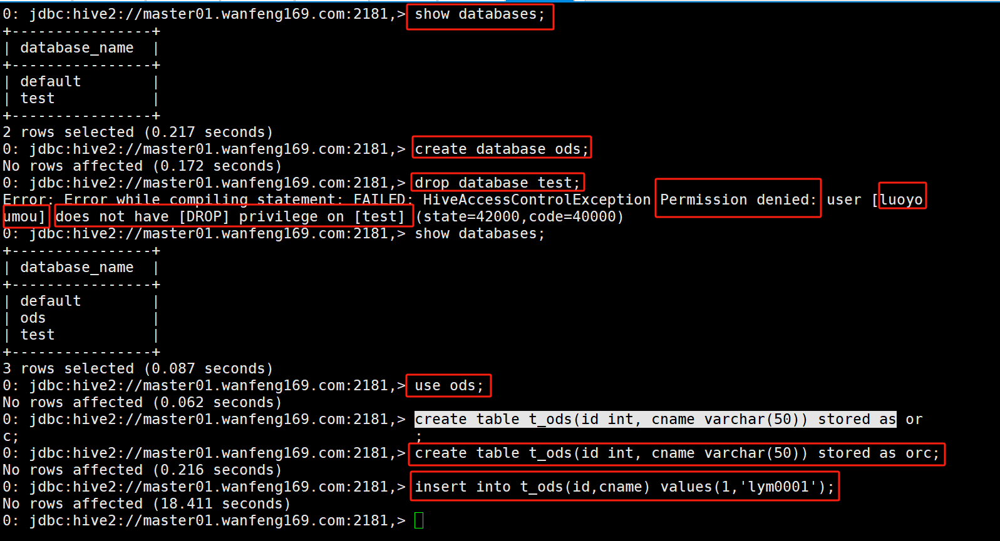 0: jdbc:hive2://master01.wanfeng169.com:2181,> show databases;
+----------------+
| database_name  |
+----------------+
| default        |
| test           |
+----------------+
2 rows selected (0.217 seconds)
0: jdbc:hive2://master01.wanfeng169.com:2181,> create database ods;
No rows affected (0.172 seconds)
0: jdbc:hive2://master01.wanfeng169.com:2181,> drop database test;
Error: Error while compiling statement: FAILED: HiveAccessControlException Permission denied: user [luoyo
umou] does not have [DROP] privilege on [test] (state=42000,code=40000)
0: jdbc:hive2://master01.wanfeng169.com:2181,> show databases;
+----------------+
| database_name  |
+----------------+
| default        |
| ods            |
| test           |
+----------------+
3 rows selected (0.087 seconds)
0: jdbc:hive2://master01.wanfeng169.com:2181,> use ods;
No rows affected (0.062 seconds)
0: jdbc:hive2://master01.wanfeng169.com:2181,> create table t_ods(id int, cname varchar(50)) stored as or
c;                                             ;
0: jdbc:hive2://master01.wanfeng169.com:2181,> create table t_ods(id int, cname varchar(50)) stored as orc;
No rows affected (0.216 seconds)
0: jdbc:hive2://master01.wanfeng169.com:2181,> insert into t_ods(id,cname) values(1,'lym0001');
No rows affected (18.411 seconds)
0: jdbc:hive2://master01.wanfeng169.com:2181,>